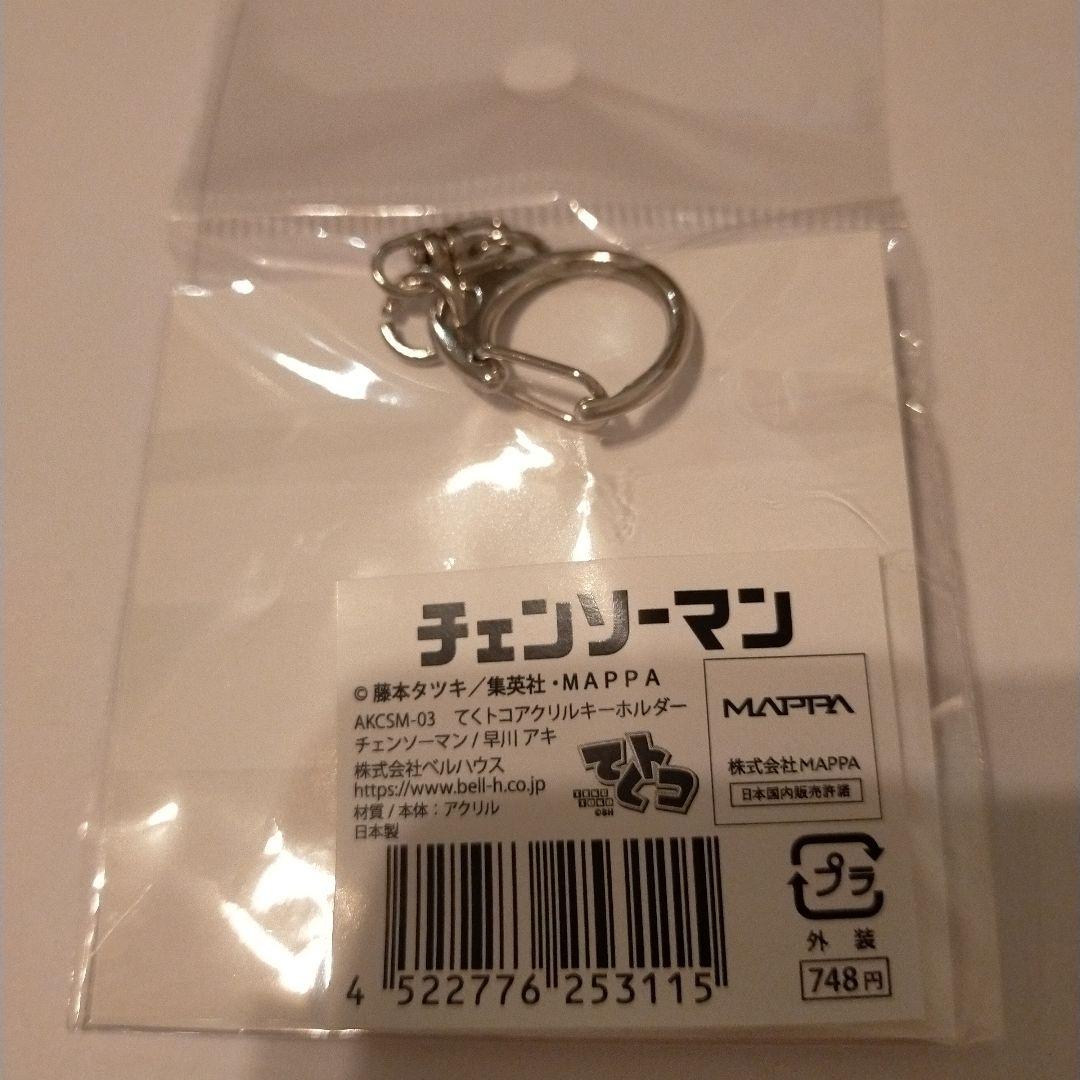 チェンソーマン
© 藤本タツキ／集英社・MAPPA
AKCSM-03　てくトコアクリルキーホルダー
チェンソーマン / 早川 アキ
株式会社ベルハウス
https://www.bell-h.co.jp
材質 / 本体：アクリル
日本製
てくトコ
TEKU
TOKO
©BH
MAPPA
株式会社MAPPA
日本国内販売許諾
プラ
外 装
748円
4 522776 253115